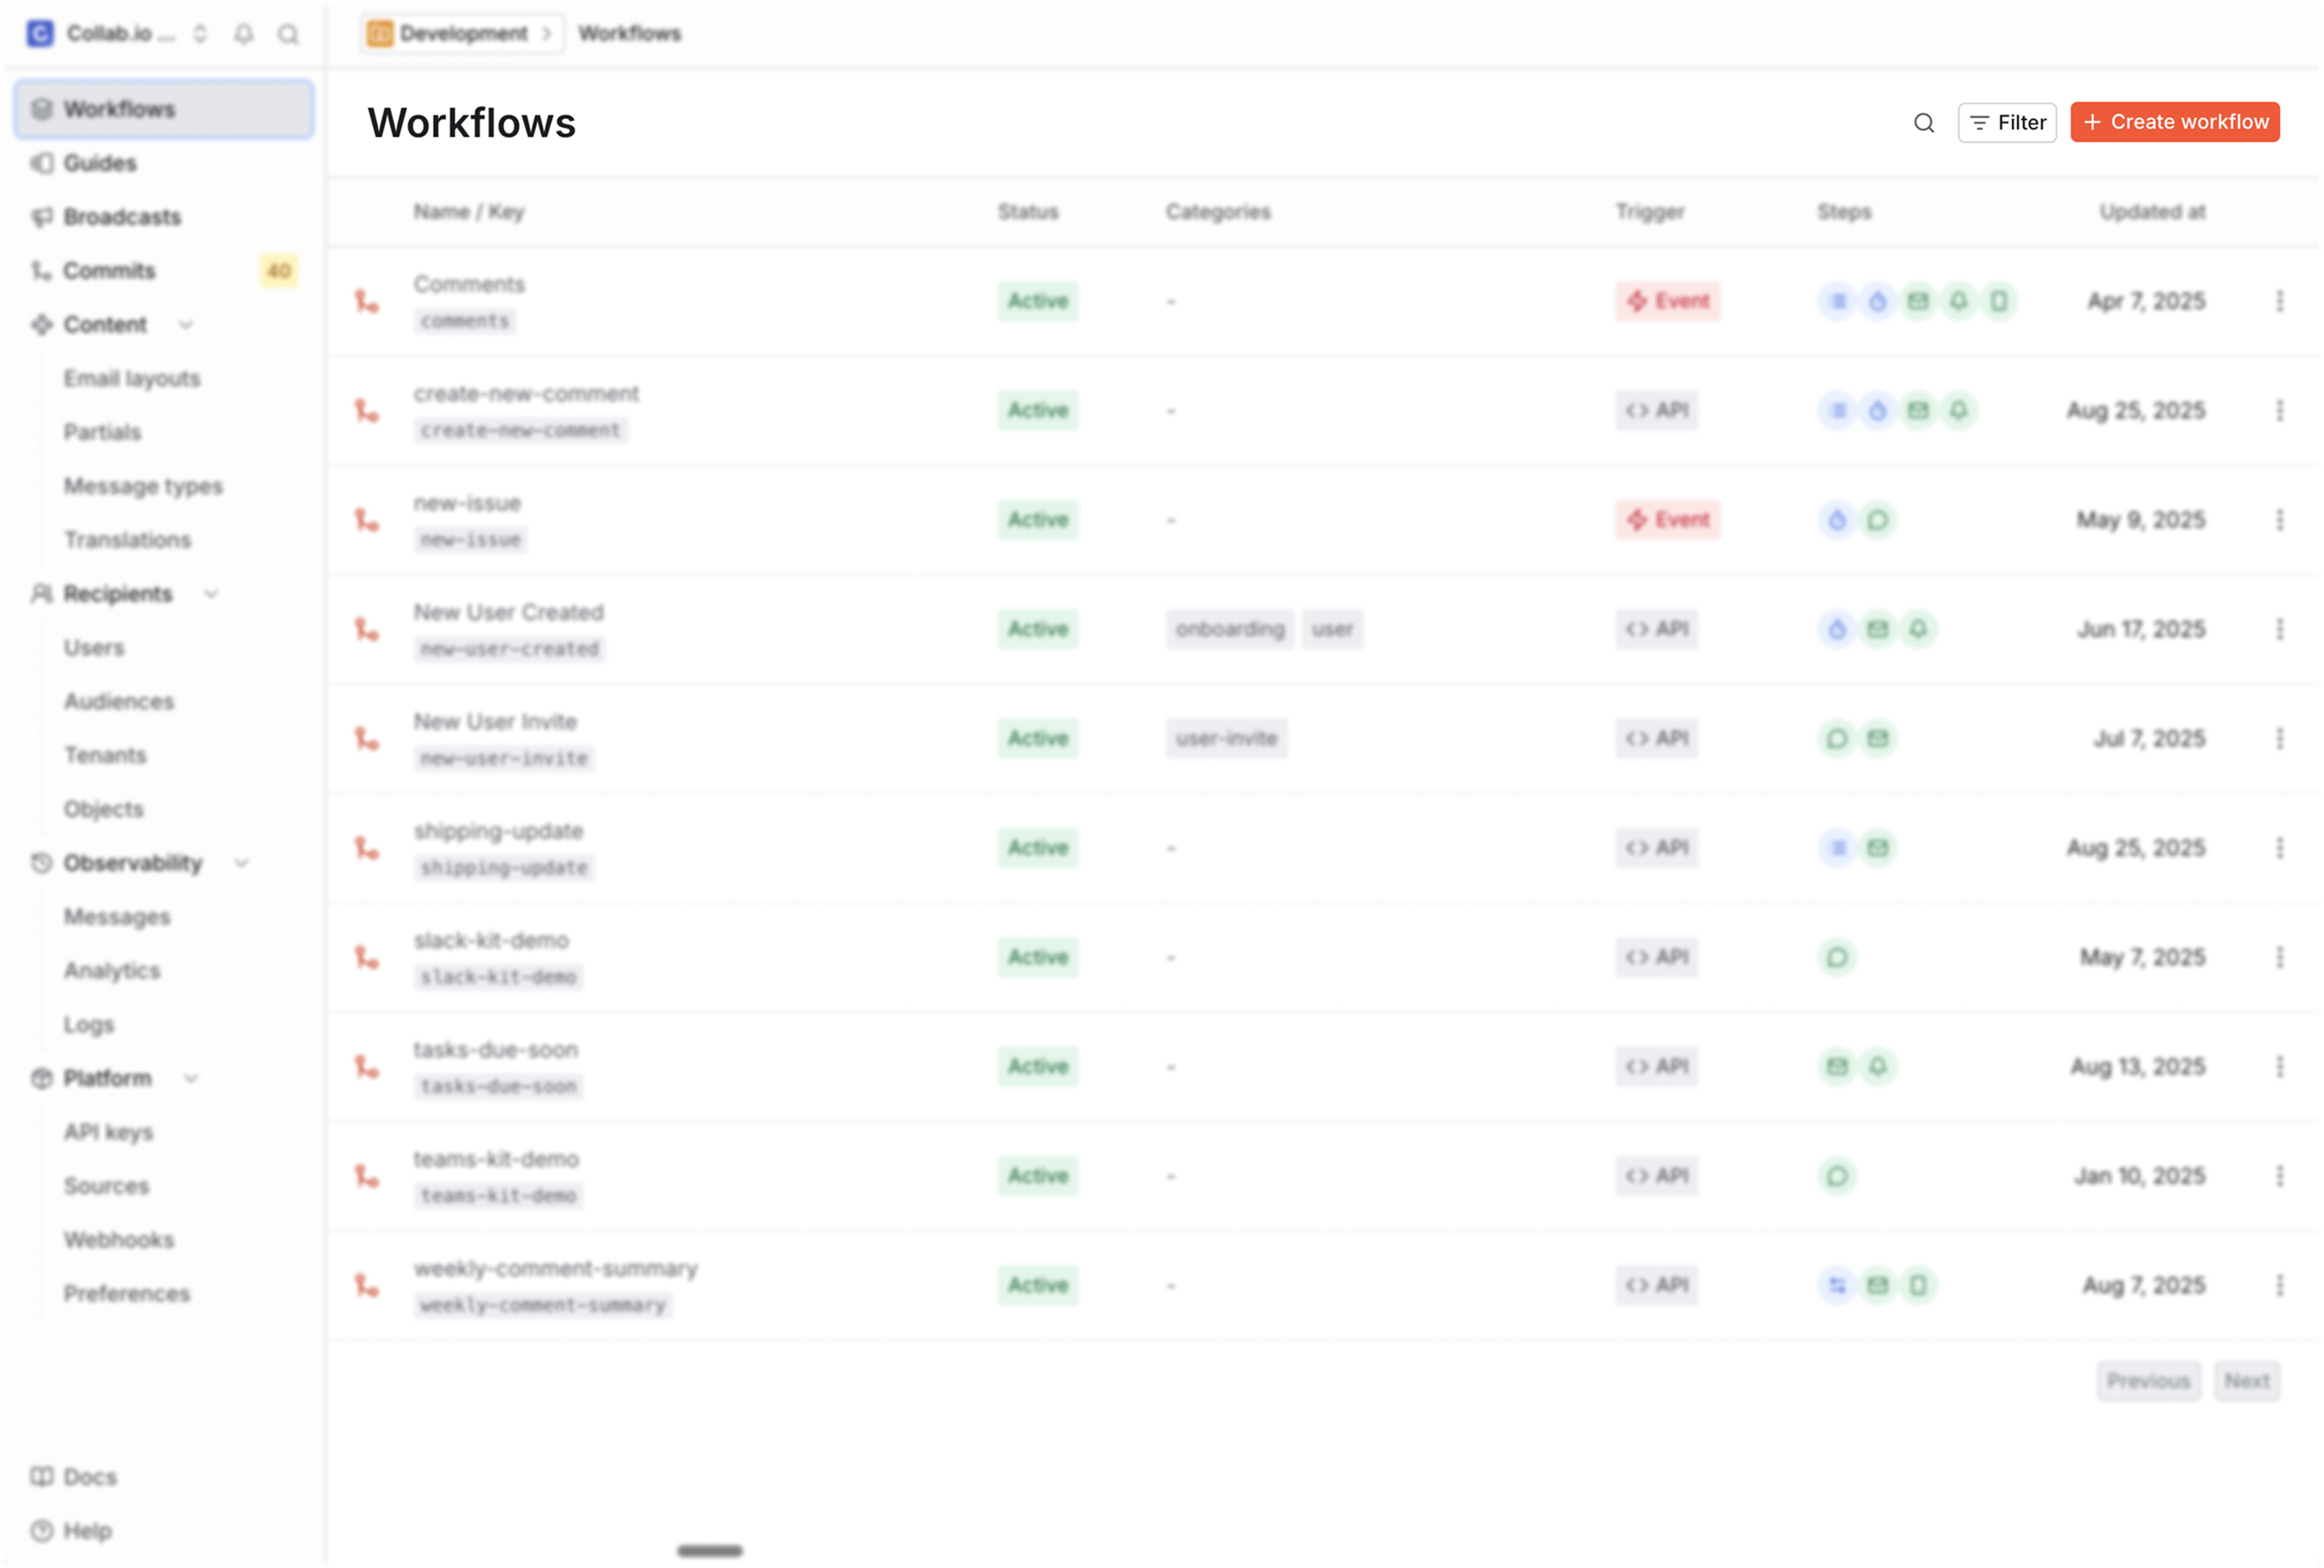 C Collab.io ...
Development > Workflows
Workflows
Guides
Broadcasts
Commits 40
Content
Email layouts
Partials
Message types
Translations
Recipients
Users
Audiences
Tenants
Objects
Observability
Messages
Analytics
Logs
Platform
API keys
Sources
Webhooks
Preferences
Docs
Help
Workflows
Filter
+ Create workflow
Name / Key Status Categories Trigger Steps Updated at
Comments
comments
Active - Event Apr 7, 2025
create-new-comment
create-new-comment
Active - <> API Aug 25, 2025
new-issue
new-issue
Active - Event May 9, 2025
New User Created
new-user-created
Active onboarding user <> API Jun 17, 2025
New User Invite
new-user-invite
Active user-invite <> API Jul 7, 2025
shipping-update
shipping-update
Active - <> API Aug 25, 2025
slack-kit-demo
slack-kit-demo
Active - <> API May 7, 2025
tasks-due-soon
tasks-due-soon
Active - <> API Aug 13, 2025
teams-kit-demo
teams-kit-demo
Active - <> API Jan 10, 2025
weekly-comment-summary
weekly-comment-summary
Active - <> API Aug 7, 2025
Previous Next